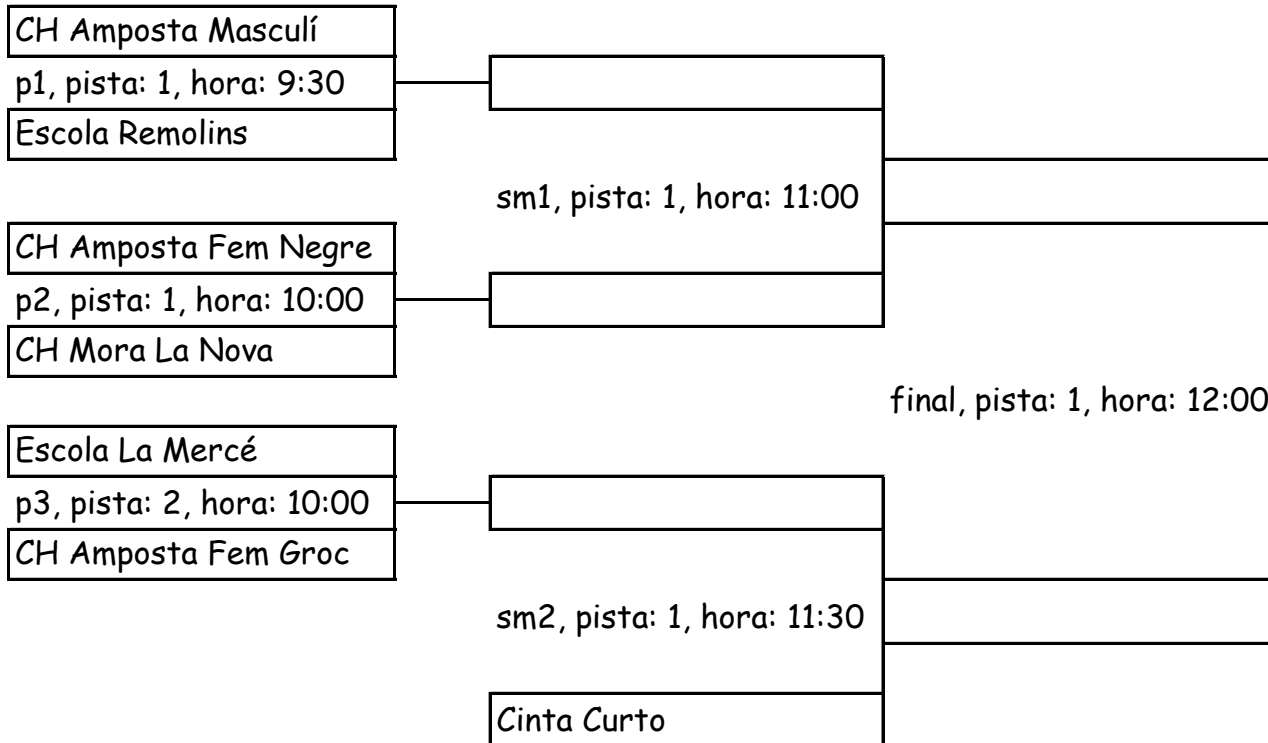 CH Amposta Masculí
p1, pista: 1, hora: 9:30
Escola Remolins
sm1, pista: 1, hora: 11:00
CH Amposta Fem Negre
p2, pista: 1, hora: 10:00
CH Mora La Nova
final, pista: 1, hora: 12:00
Escola La Mercé
p3, pista: 2, hora: 10:00
CH Amposta Fem Groc
sm2, pista: 1, hora: 11:30
Cinta Curto